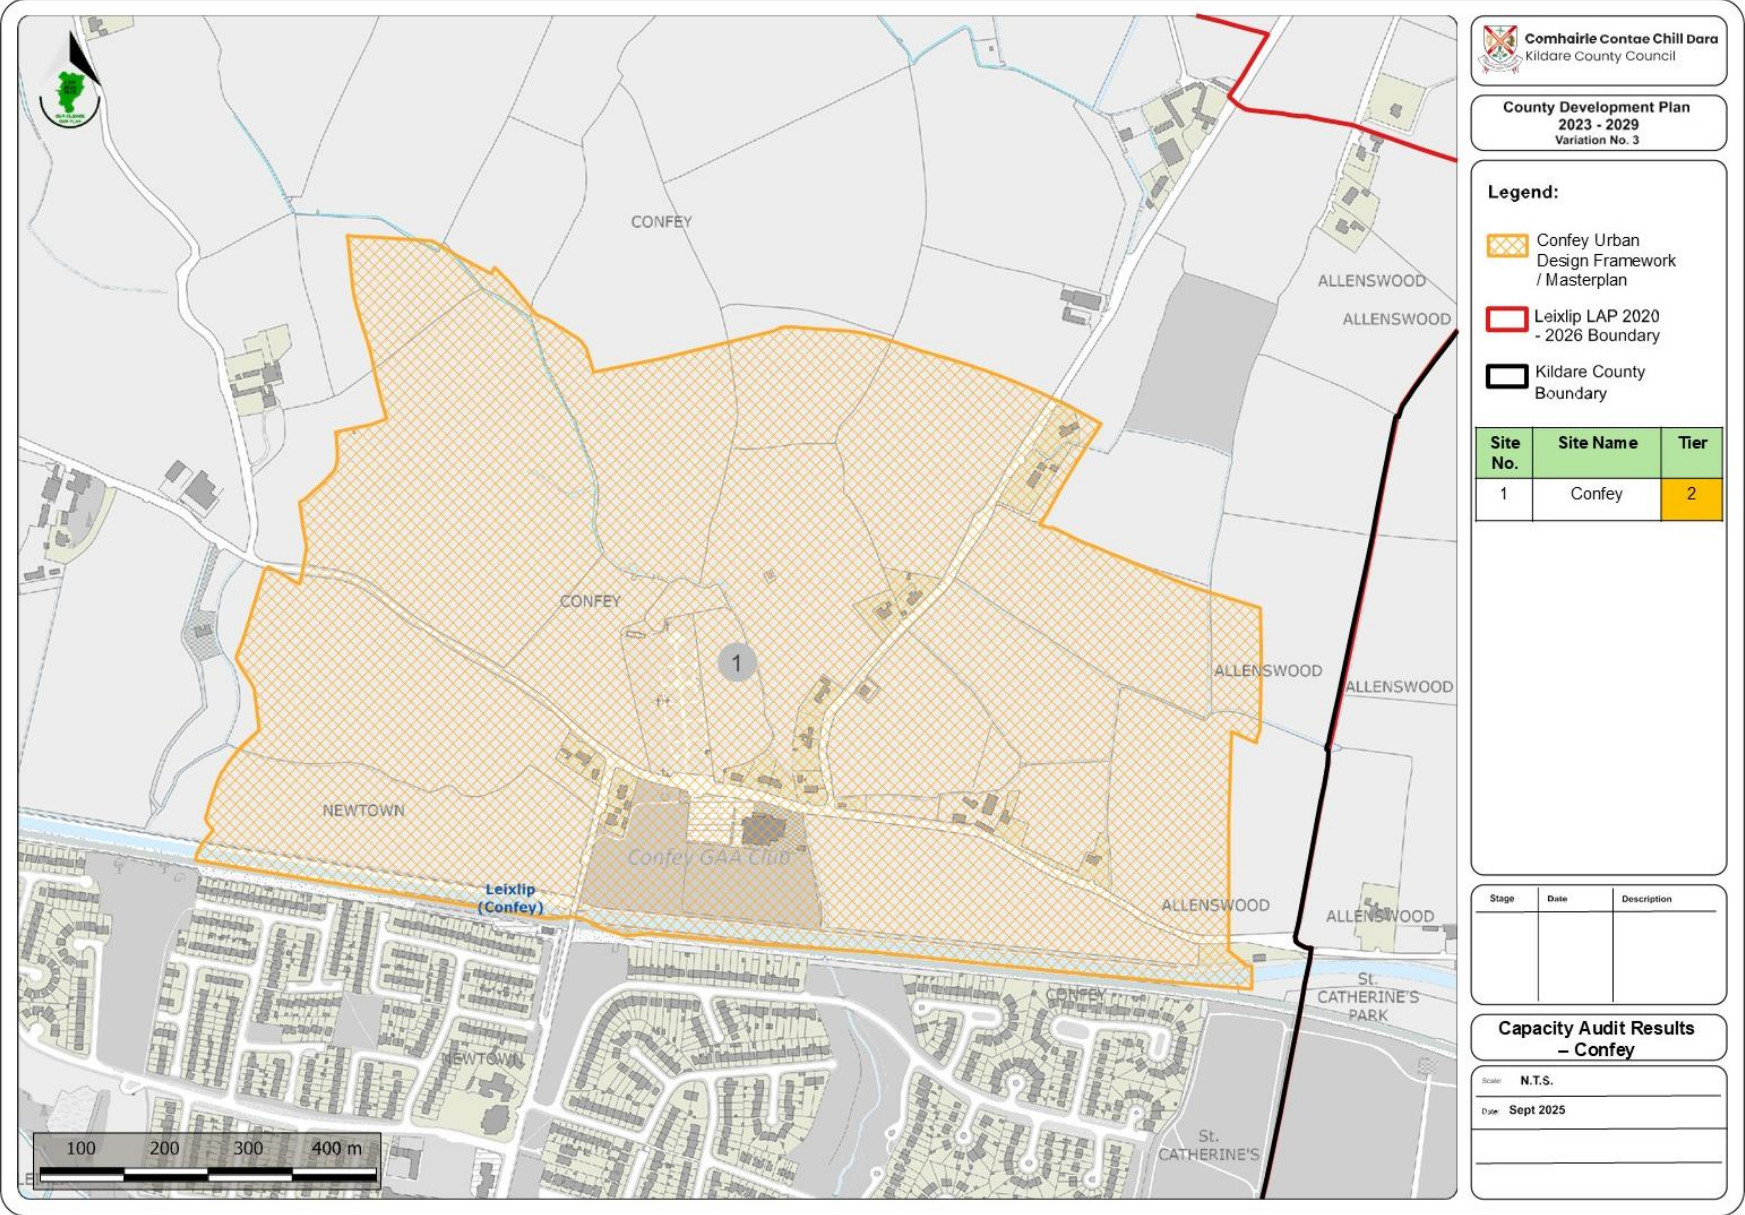 CONFEY
ALLENSWOOD
ALLENSWOOD
CONFEY
1
ALLENSWOOD
ALLENSWOOD
NEWTOWN
Confey GAA Club
Leixlip
(Confey)
ALLENSWOOD
ALLENSWOOD
St.
CATHERINE'S
PARK
CONFEY
NEWTOWN
St.
CATHERINE'S
100 200 300 400 m
Comhairle Contae Chill Dara
Kildare County Council
County Development Plan
2023 - 2029
Variation No. 3
Legend:
Confey Urban
Design Framework
/ Masterplan
Leixlip LAP 2020
- 2026 Boundary
Kildare County
Boundary
Site No. Site Name Tier
1 Confey 2
Stage Date Description
Capacity Audit Results
– Confey
Scale: N.T.S.
Date: Sept 2025